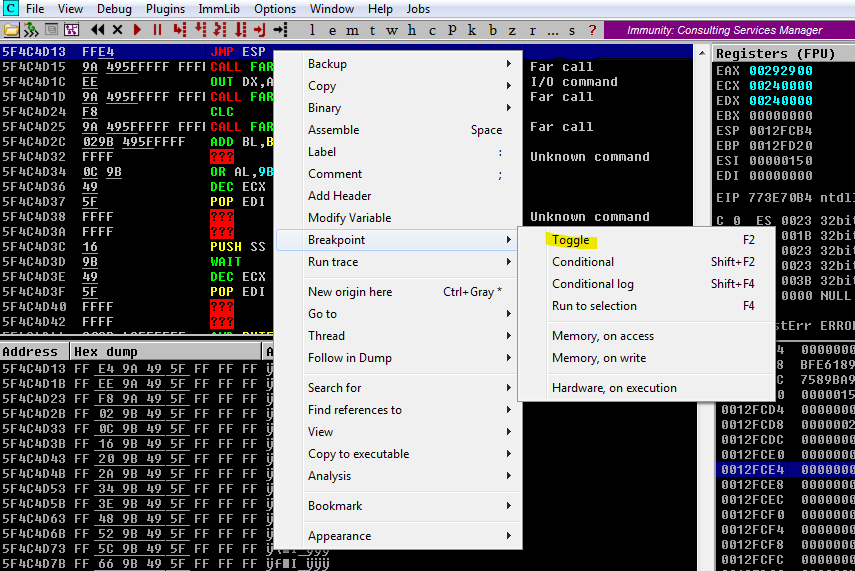 C File View Debug Plugins ImmLib Options Window Help Jobs
l e m t w h c p k b z r ... s ? Immunity: Consulting Services Manager
5F4C4D13 FFE4 JMP ESP
5F4C4D15 9A 495FFFFF FFFF CALL FAR Far call
5F4C4D1C EE OUT DX,A I/O command
5F4C4D1D 9A 495FFFFF FFFF CALL FAR Far call
5F4C4D24 F8 CLC
5F4C4D25 9A 495FFFFF FFFF CALL FAR Far call
5F4C4D2C 029B 495FFFFF ADD BL,B
5F4C4D32 FFFF ??? Unknown command
5F4C4D34 0C 9B OR AL,9B
5F4C4D36 49 DEC ECX
5F4C4D37 5F POP EDI
5F4C4D38 FFFF ??? Unknown command
5F4C4D3A FFFF ???
5F4C4D3C 16 PUSH SS
5F4C4D3D 9B WAIT
5F4C4D3E 49 DEC ECX
5F4C4D3F 5F POP EDI
5F4C4D40 FFFF ???
5F4C4D42 FFFF ???
Backup
Copy
Binary
Assemble Space
Label :
Comment ;
Add Header
Modify Variable
Breakpoint
Run trace
New origin here Ctrl+Gray *
Go to
Thread
Follow in Dump
Search for
Find references to
View
Copy to executable
Analysis
Bookmark
Appearance
Toggle F2
Conditional Shift+F2
Conditional log Shift+F4
Run to selection F4
Memory, on access
Memory, on write
Hardware, on execution
Registers (FPU)
EAX 00292900
ECX 00240000
EDX 00240000
EBX 00000000
ESP 0012FCB4
EBP 0012FD20
ESI 00000150
EDI 00000000
EIP 773E70B4 ntdl
C 0 ES 0023 32bit
001B 32bi
0023 32bi
0023 32bi
003B 32bi
0000 NULL
stErr ERRO
Address Hex dump A
5F4C4D13 FF E4 9A 49 5F FF FF FF
5F4C4D1B FF EE 9A 49 5F FF FF FF
5F4C4D23 FF F8 9A 49 5F FF FF FF
5F4C4D2B FF 02 9B 49 5F FF FF FF
5F4C4D33 FF 0C 9B 49 5F FF FF FF
5F4C4D3B FF 16 9B 49 5F FF FF FF
5F4C4D43 FF 20 9B 49 5F FF FF FF
5F4C4D4B FF 2A 9B 49 5F FF FF FF
5F4C4D53 FF 34 9B 49 5F FF FF FF
5F4C4D5B FF 3E 9B 49 5F FF FF FF
5F4C4D63 FF 48 9B 49 5F FF FF FF
5F4C4D6B FF 52 9B 49 5F FF FF FF
5F4C4D73 FF 5C 9B 49 5F FF FF FF
5F4C4D7B FF 66 9B 49 5F FF FF FF
4 0000000
8 BFE6189
C 7589BA9
0 0000015
0012FCD4 0000000
0012FCD8 0000002
0012FCDC 0000000
0012FCE0 0000000
0012FCE4 0000000
0012FCE8 0000000
0012FCEC 0000000
0012FCF0 0000000
0012FCF4 0000000
0012FCF8 0000000
0012FCFC 0000000